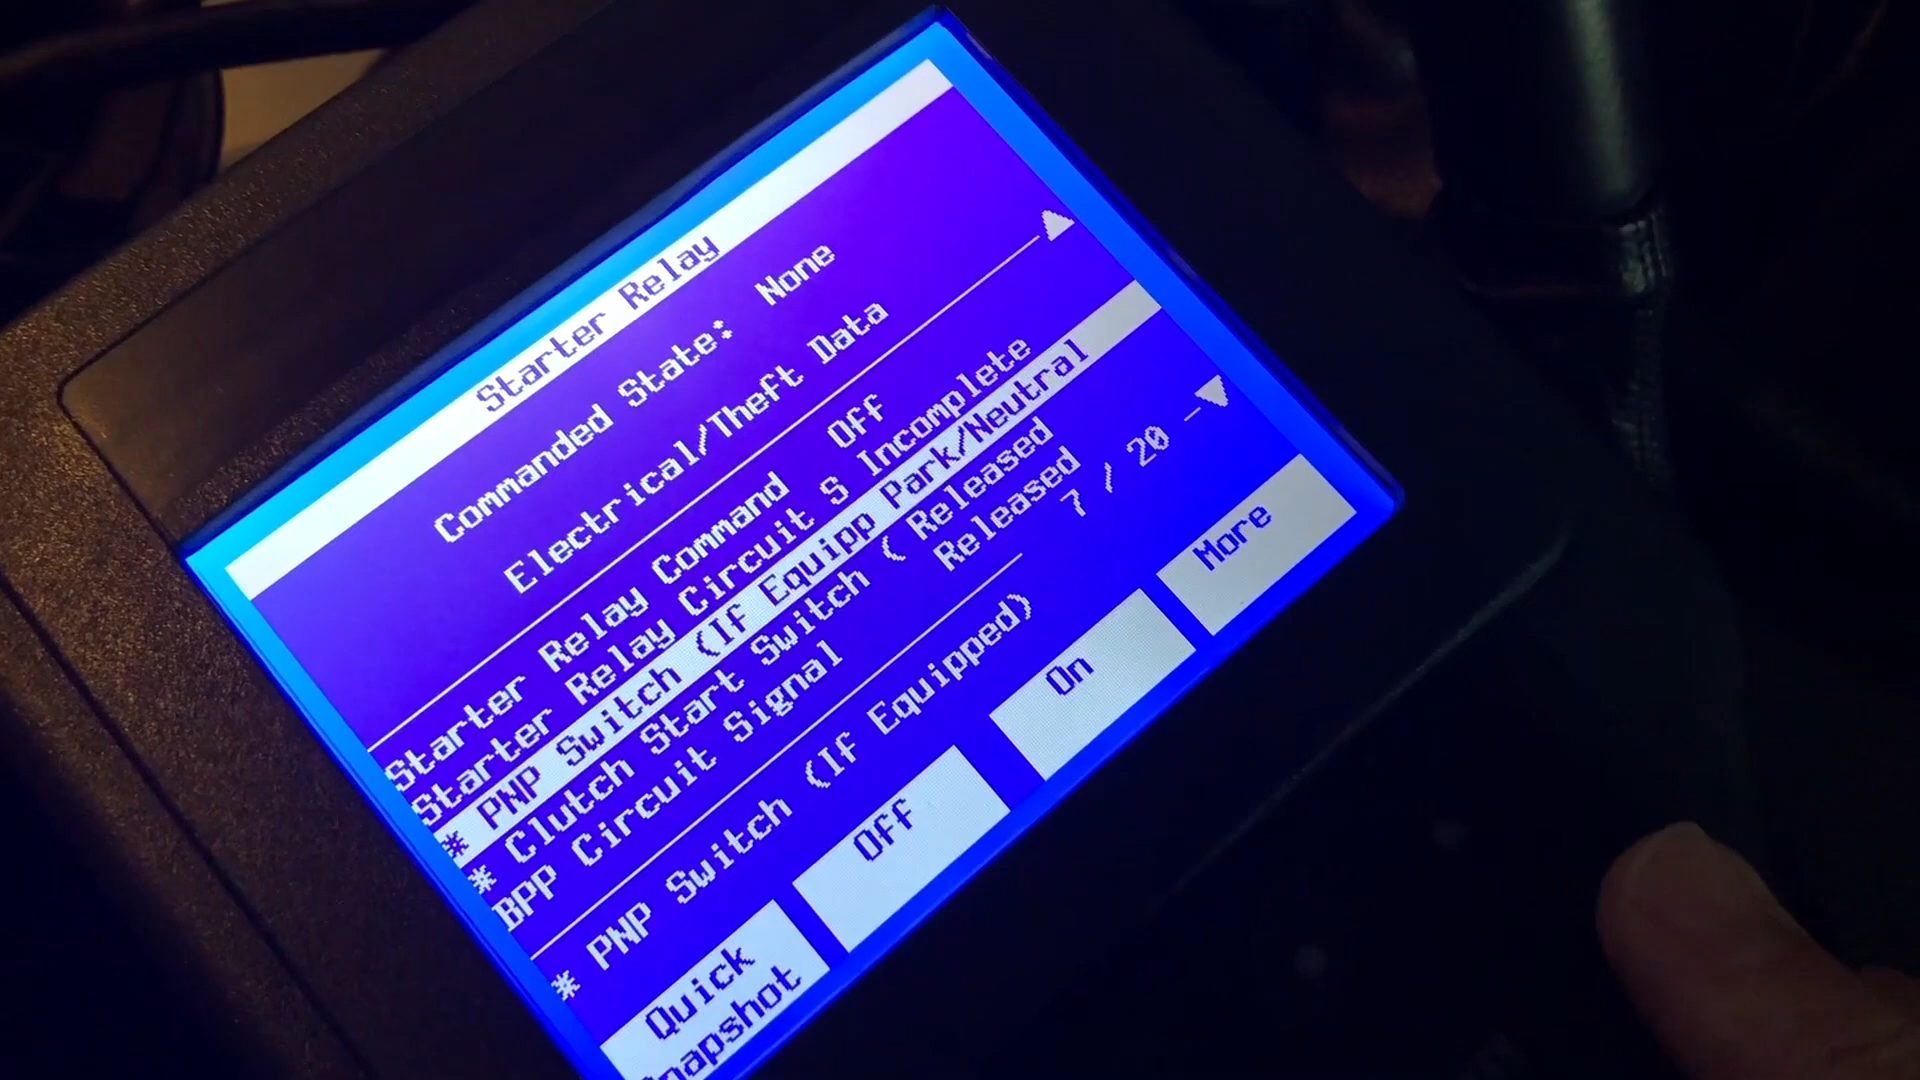 Starter Relay
Commanded State: None
Electrical/Theft Data
Starter Relay Command Off
Starter Relay Circuit S Incomplete
* PNP Switch (If Equipp Park/Neutral
* Clutch Start Switch ( Released
BPP Circuit Signal Released
7 / 20
* PNP Switch (If Equipped)
Quick
Snapshot
Off
On
More